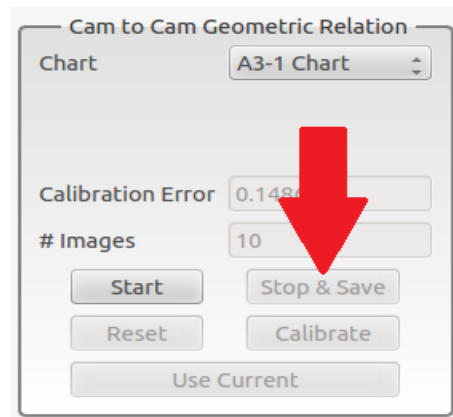 Cam to Cam Geometric Relation
Chart A3-1 Chart
Calibration Error
# Images 10
Start Stop & Save
Reset Calibrate
Use Current